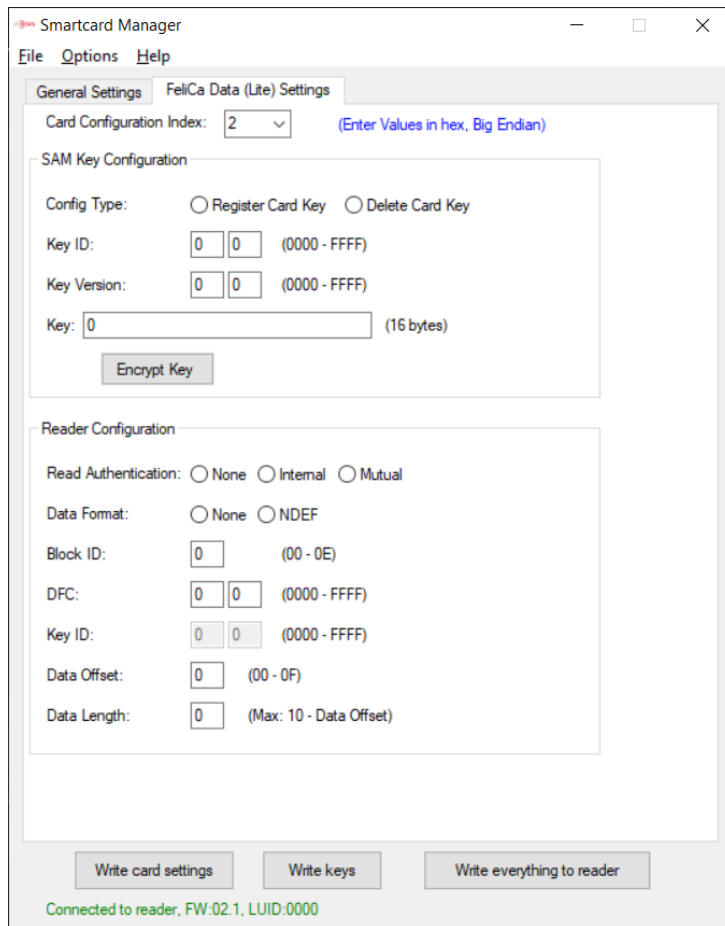 Smartcard Manager
File Options Help
General Settings FeliCa Data (Lite) Settings
Card Configuration Index: 2 (Enter Values in hex, Big Endian)
SAM Key Configuration
Config Type: Register Card Key Delete Card Key
Key ID: 0 0 (0000 - FFFF)
Key Version: 0 0 (0000 - FFFF)
Key: 0 (16 bytes)
Encrypt Key
Reader Configuration
Read Authentication: None Internal Mutual
Data Format: None NDEF
Block ID: 0 (00 - 0E)
DFC: 0 0 (0000 - FFFF)
Key ID: 0 0 (0000 - FFFF)
Data Offset: 0 (00 - 0F)
Data Length: 0 (Max: 10 - Data Offset)
Write card settings Write keys Write everything to reader
Connected to reader, FW:02.1, LUID:0000